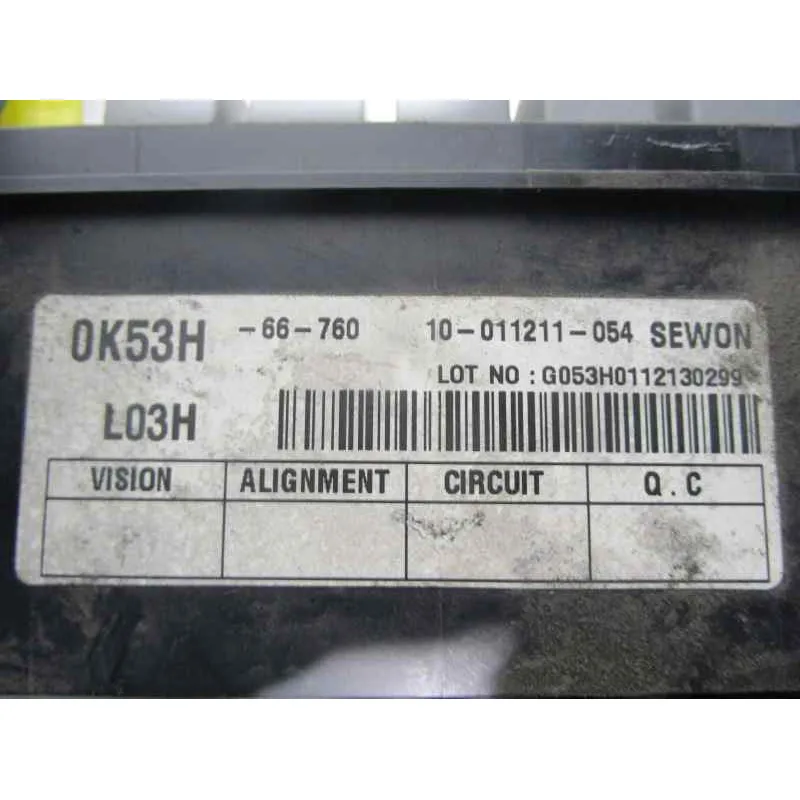 0K53H -66-760 10-011211-054 SEWON
LOT NO : G053H0112130299
L03H
VISION ALIGNMENT CIRCUIT Q . C